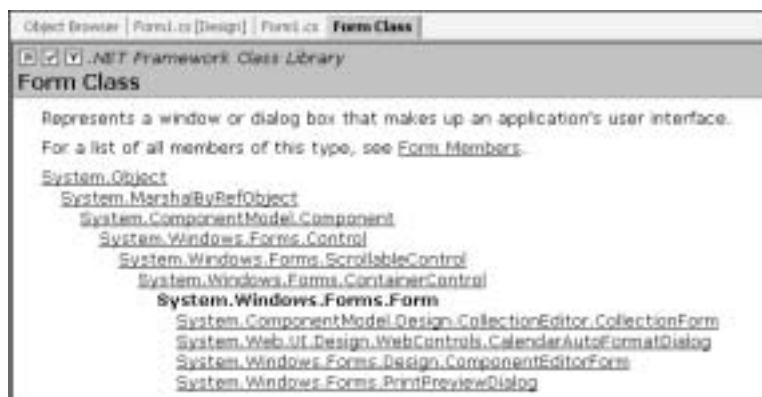 Object Browser | Form1.cs [Design] | Form1.cs Form Class
.NET Framework Class Library
Form Class
Represents a window or dialog box that makes up an application's user interface.
For a list of all members of this type, see Form Members.
System.Object
System.MarshalByRefObject
System.ComponentModel.Component
System.Windows.Forms.Control
System.Windows.Forms.ScrollableControl
System.Windows.Forms.ContainerControl
System.Windows.Forms.Form
System.ComponentModel.Design.CollectionEditor.CollectionForm
System.Web.UI.Design.WebControls.CalendarAutoFormatDialog
System.Windows.Forms.Design.ComponentEditorForm
System.Windows.Forms.PrintPreviewDialog